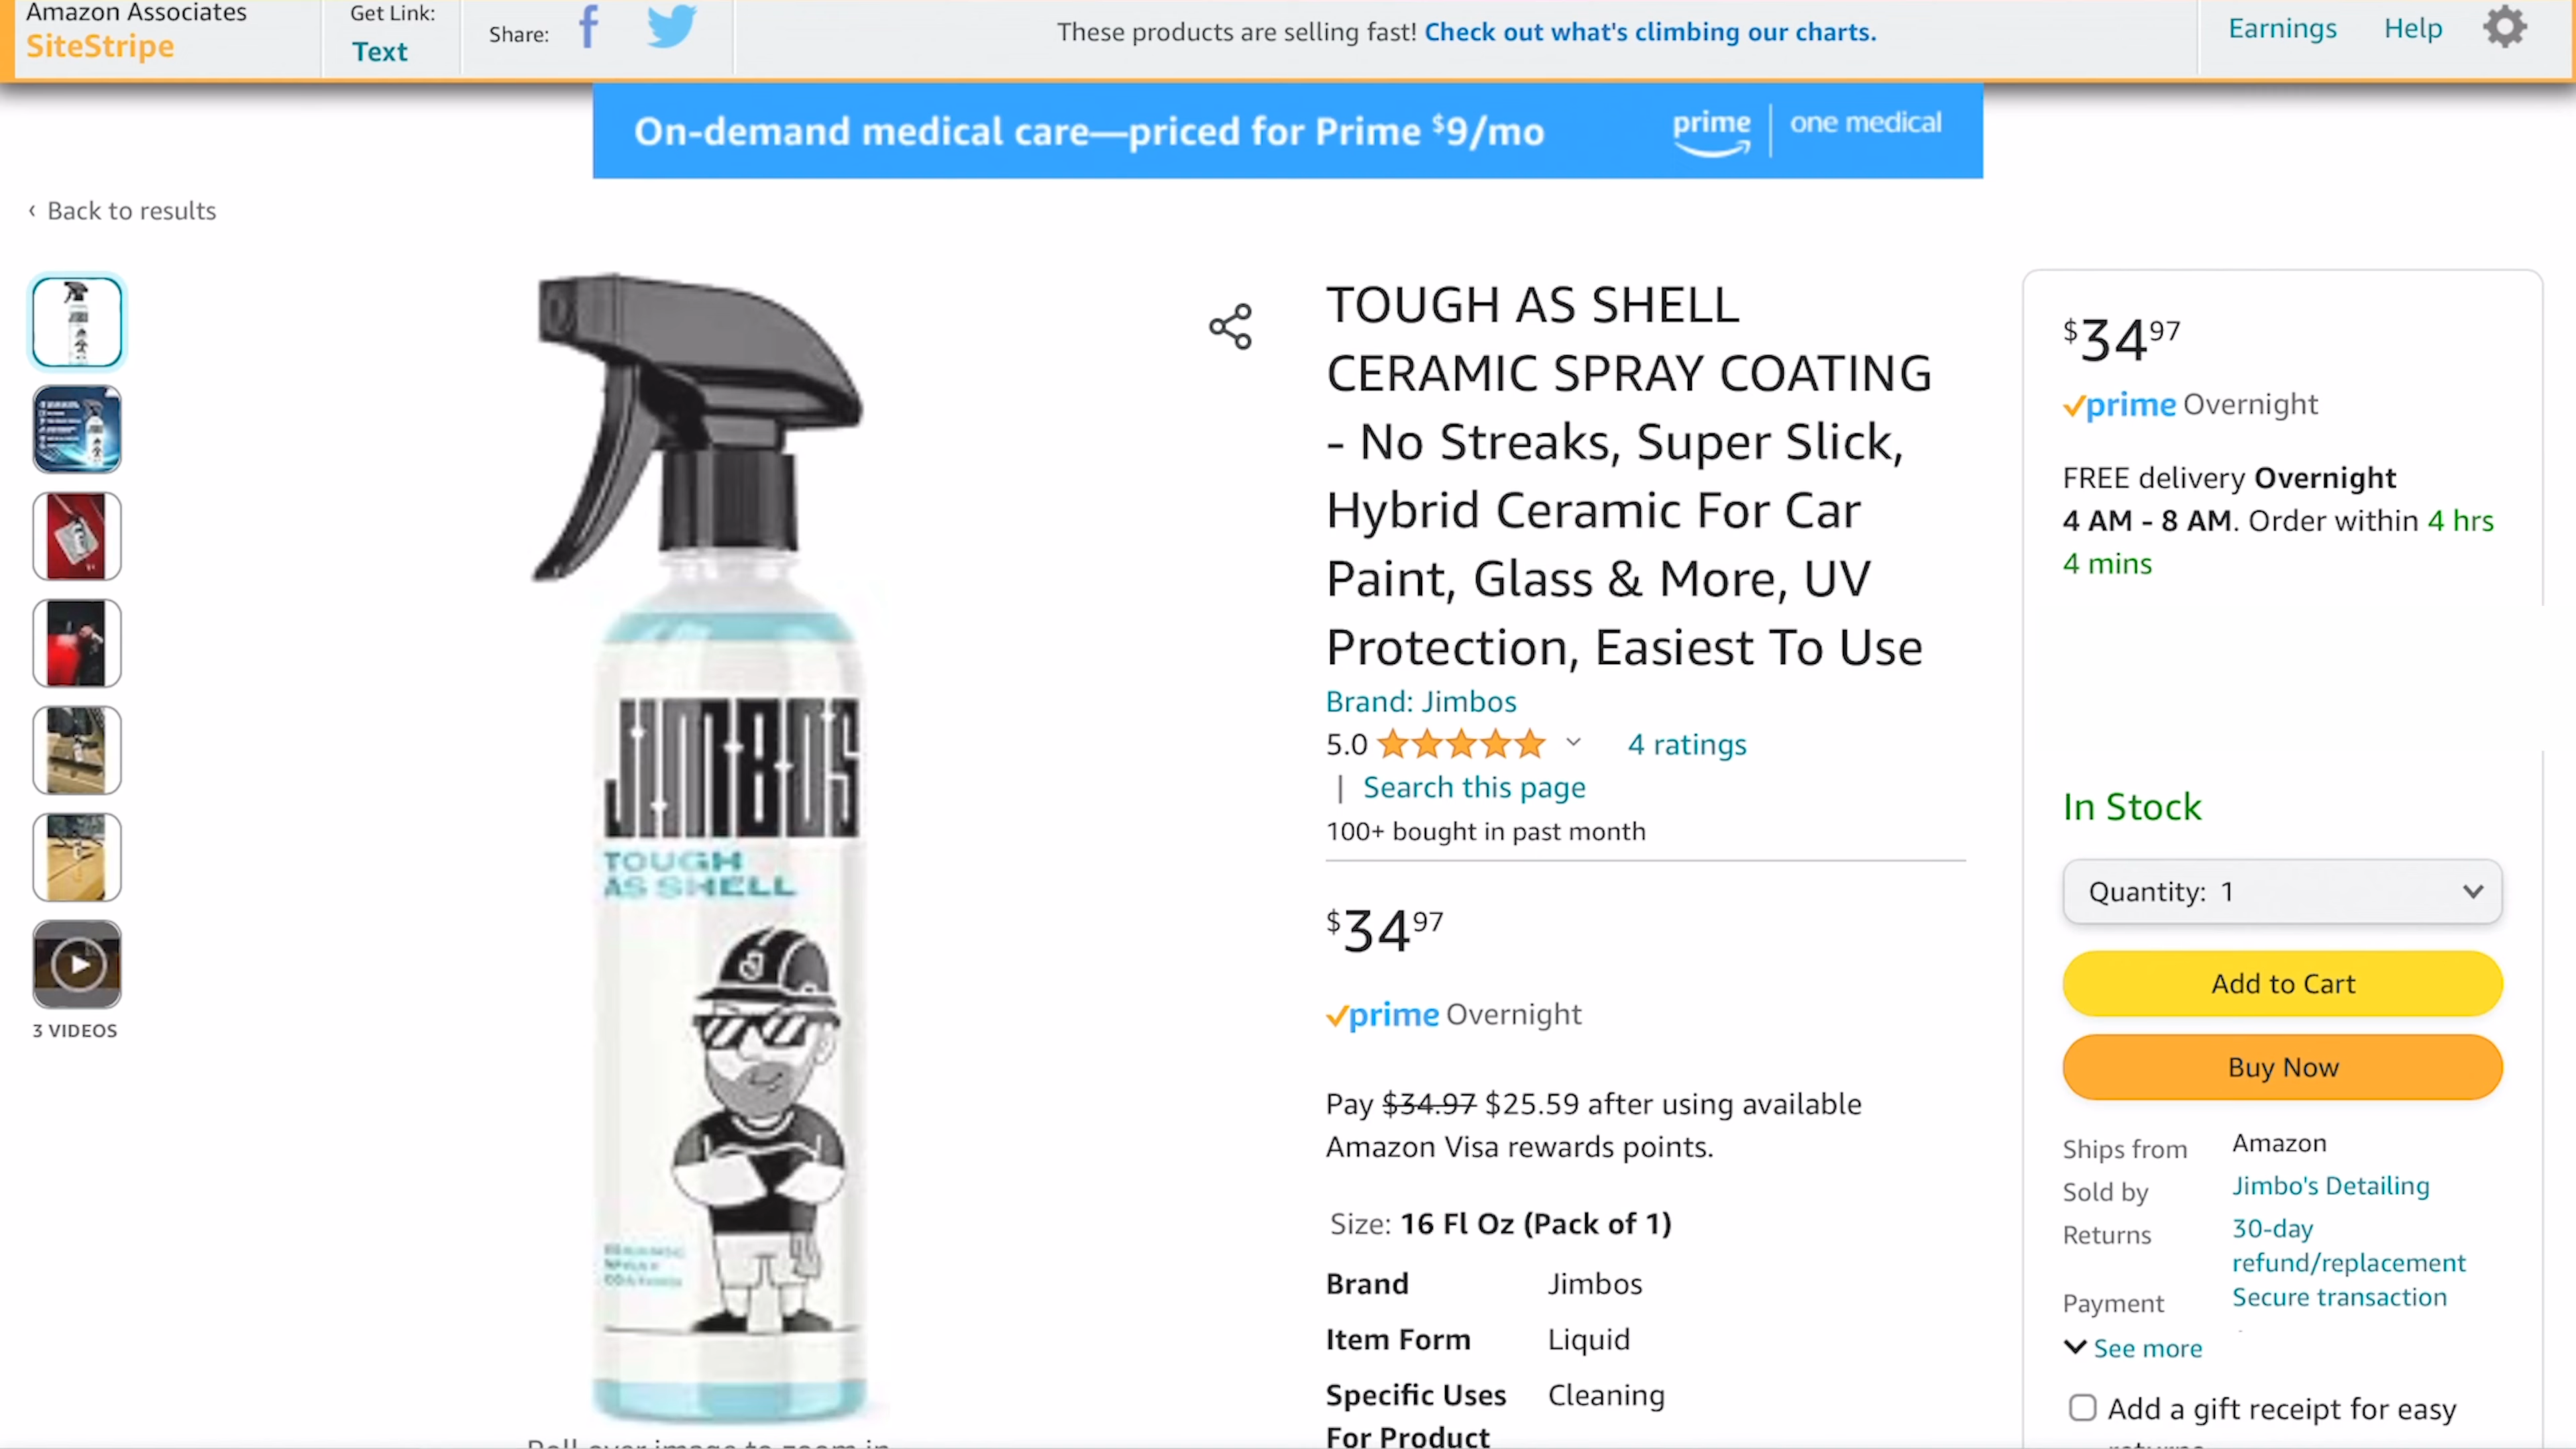 Amazon Associates
SiteStripe
Get Link:
Text
Share:
These products are selling fast! Check out what's climbing our charts.
Earnings
Help
On-demand medical care—priced for Prime $9/mo
prime
one medical
‹ Back to results
3 VIDEOS
JIMBOS
TOUGH
AS SHELL
CERAMIC
SPRAY
COATING
TOUGH AS SHELL
CERAMIC SPRAY COATING
- No Streaks, Super Slick,
Hybrid Ceramic For Car
Paint, Glass & More, UV
Protection, Easiest To Use
Brand: Jimbos
5.0
4 ratings
| Search this page
100+ bought in past month
$34 97
prime Overnight
Pay $34.97 $25.59 after using available
Amazon Visa rewards points.
Size: 16 Fl Oz (Pack of 1)
Brand Jimbos
Item Form Liquid
Specific Uses Cleaning
For Product
$34 97
prime Overnight
FREE delivery Overnight
4 AM - 8 AM. Order within 4 hrs
4 mins
In Stock
Quantity: 1
Add to Cart
Buy Now
Ships from Amazon
Sold by Jimbo's Detailing
Returns 30-day
refund/replacement
Payment Secure transaction
See more
Add a gift receipt for easy